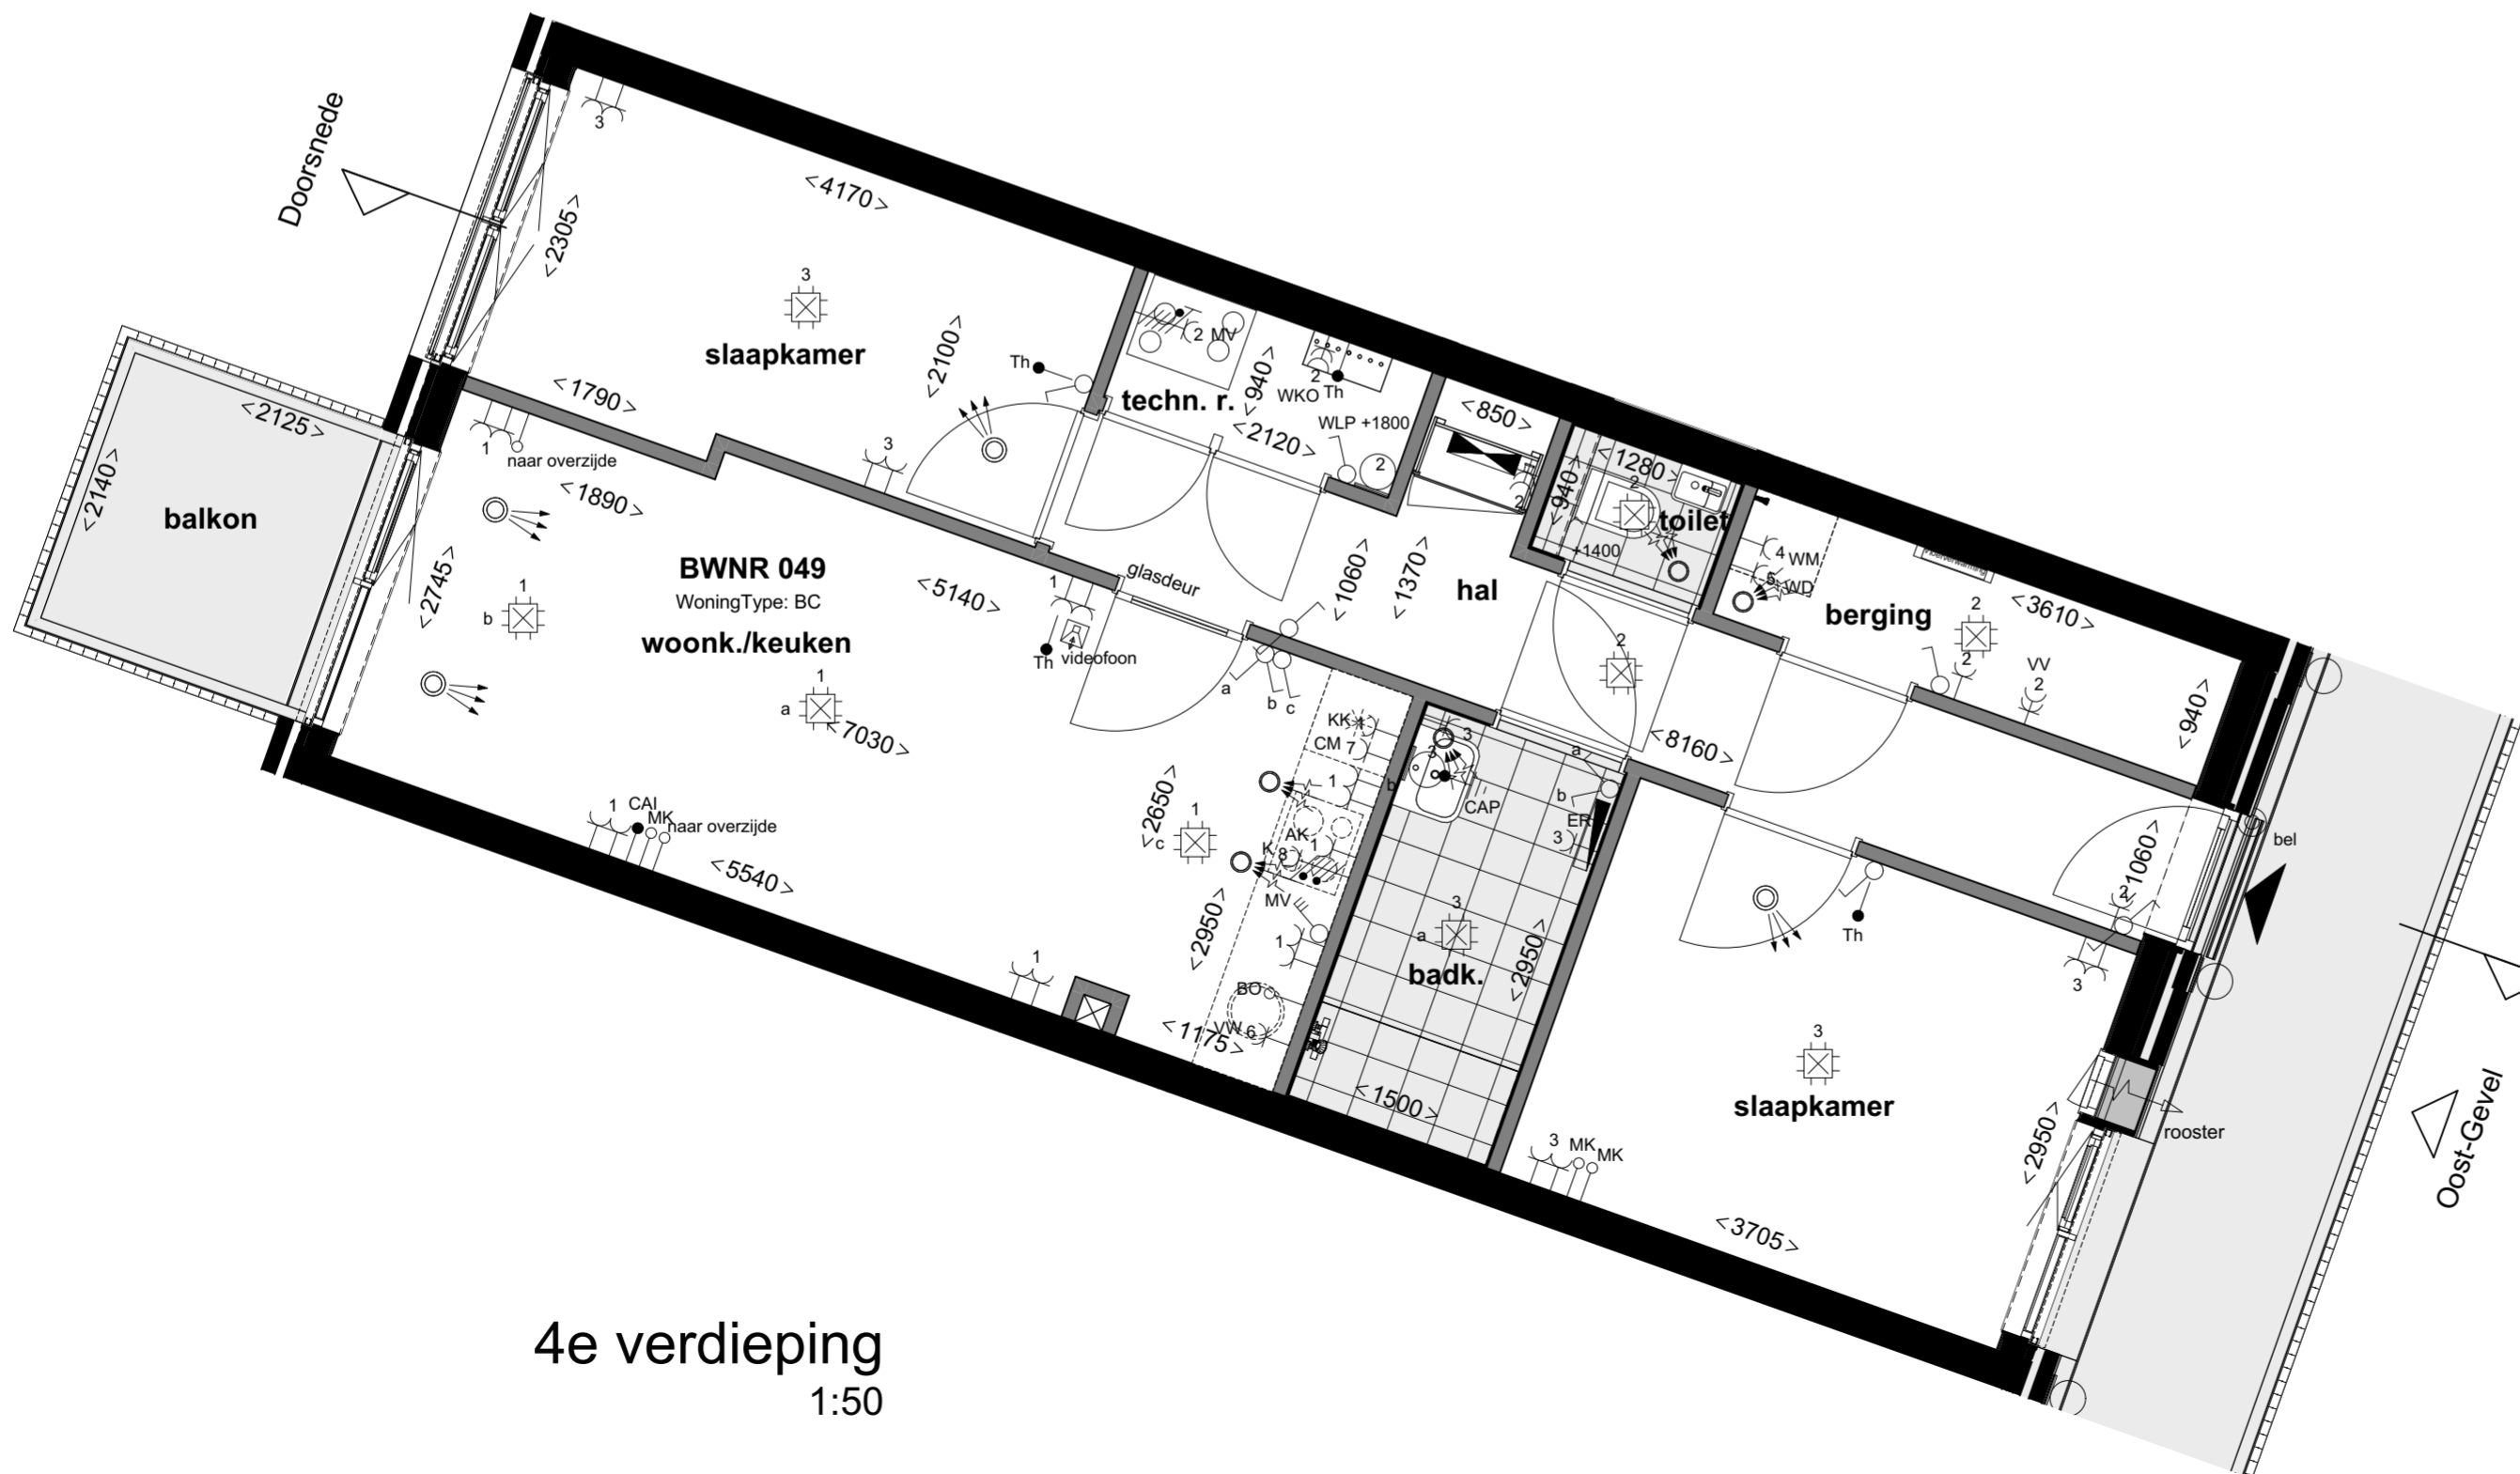 Doorsnede
3
<4170>
<2305>
3
slaapkamer
<2100>
Th
<1790>
2 MV
techn. r.
<940>
2
WKO Th
WLP +1800
<2120>
2
<850>
2
<1280>
<940>
2
toilet
+1400
<2125>
<2140>
balkon
1
naar overzijde
3
<1890>
<2745>
BWNR 049
WoningType: BC
woonk./keuken
1
b
1
a
<7030>
<5140>
1
glasdeur
Th videofoon
<1060>
<1370>
hal
a
b c
2
4 WM
5 WD
berging
2
<3610>
2
VV
2
<940>
<8160>
KK 4
CM 7
1
b
3
3
CAP
a
b
ER
3
1 CAI
MK
naar overzijde
<5540>
<2650>
1
c
AK 1
K 8
MV
<2950>
1
1
BO
VW 6
<1175>
3
a
badk.
<2950>
<1500>
Th
2
<1060>
bel
3
3
slaapkamer
<2950>
rooster
3 MK
MK
<3705>
Oost-Gevel
4e verdieping
1:50